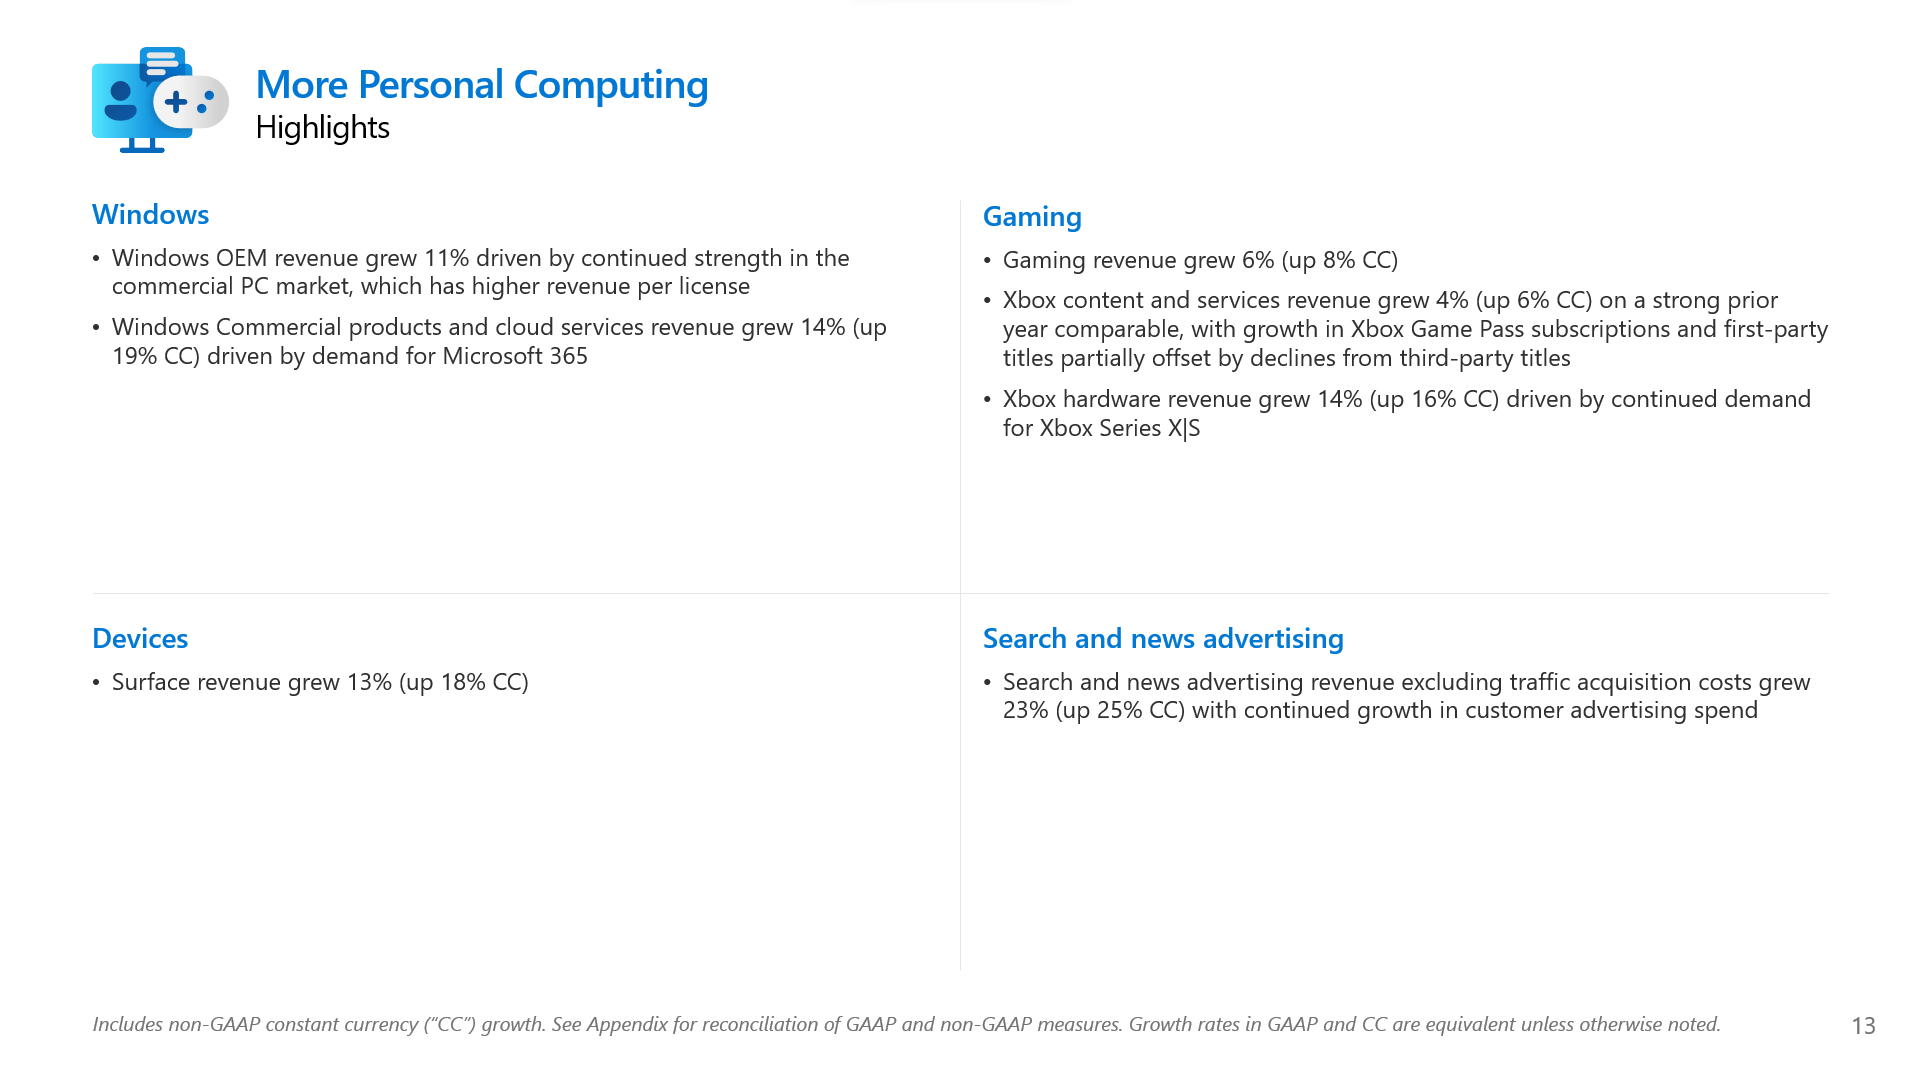 More Personal Computing
Highlights
Windows
• Windows OEM revenue grew 11% driven by continued strength in the
commercial PC market, which has higher revenue per license
• Windows Commercial products and cloud services revenue grew 14% (up
19% CC) driven by demand for Microsoft 365
Gaming
• Gaming revenue grew 6% (up 8% CC)
• Xbox content and services revenue grew 4% (up 6% CC) on a strong prior
year comparable, with growth in Xbox Game Pass subscriptions and first-party
titles partially offset by declines from third-party titles
• Xbox hardware revenue grew 14% (up 16% CC) driven by continued demand
for Xbox Series X|S
Devices
• Surface revenue grew 13% (up 18% CC)
Search and news advertising
• Search and news advertising revenue excluding traffic acquisition costs grew
23% (up 25% CC) with continued growth in customer advertising spend
Includes non-GAAP constant currency (“CC”) growth. See Appendix for reconciliation of GAAP and non-GAAP measures. Growth rates in GAAP and CC are equivalent unless otherwise noted.
13